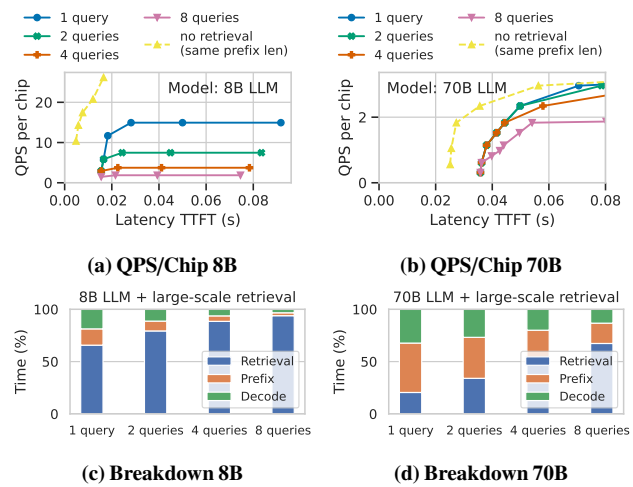 1 query
2 queries
4 queries
8 queries
no retrieval
(same prefix len)
Model: 8B LLM
QPS per chip
20
10
0
0.00
0.02
0.04
0.06
0.08
Latency TTFT (s)
(a) QPS/Chip 8B
1 query
2 queries
4 queries
8 queries
no retrieval
(same prefix len)
Model: 70B LLM
QPS per chip
2
0
0.00
0.02
0.04
0.06
0.08
Latency TTFT (s)
(b) QPS/Chip 70B
8B LLM + large-scale retrieval
Time (%)
100
50
0
Retrieval
Prefix
Decode
1 query
2 queries
4 queries
8 queries
(c) Breakdown 8B
70B LLM + large-scale retrieval
Time (%)
100
50
0
Retrieval
Prefix
Decode
1 query
2 queries
4 queries
8 queries
(d) Breakdown 70B